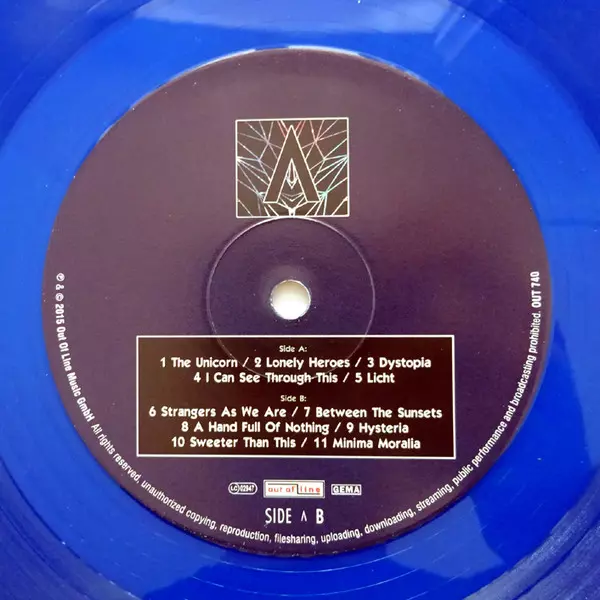 Λ
Side A:
1 The Unicorn / 2 Lonely Heroes / 3 Dystopia
4 I Can See Through This / 5 Licht
Side B:
6 Strangers As We Are / 7 Between The Sunsets
8 A Hand Full Of Nothing / 9 Hysteria
10 Sweeter Than This / 11 Minima Moralia
LC 02947
out of line
GEMA
SIDE ʌ B
℗ & © 2015 Out Of Line Music GmbH. All rights reserved, unauthorized copying, reproduction, filesharing, uploading, downloading, streaming, public performance and broadcasting prohibited. OUT 740